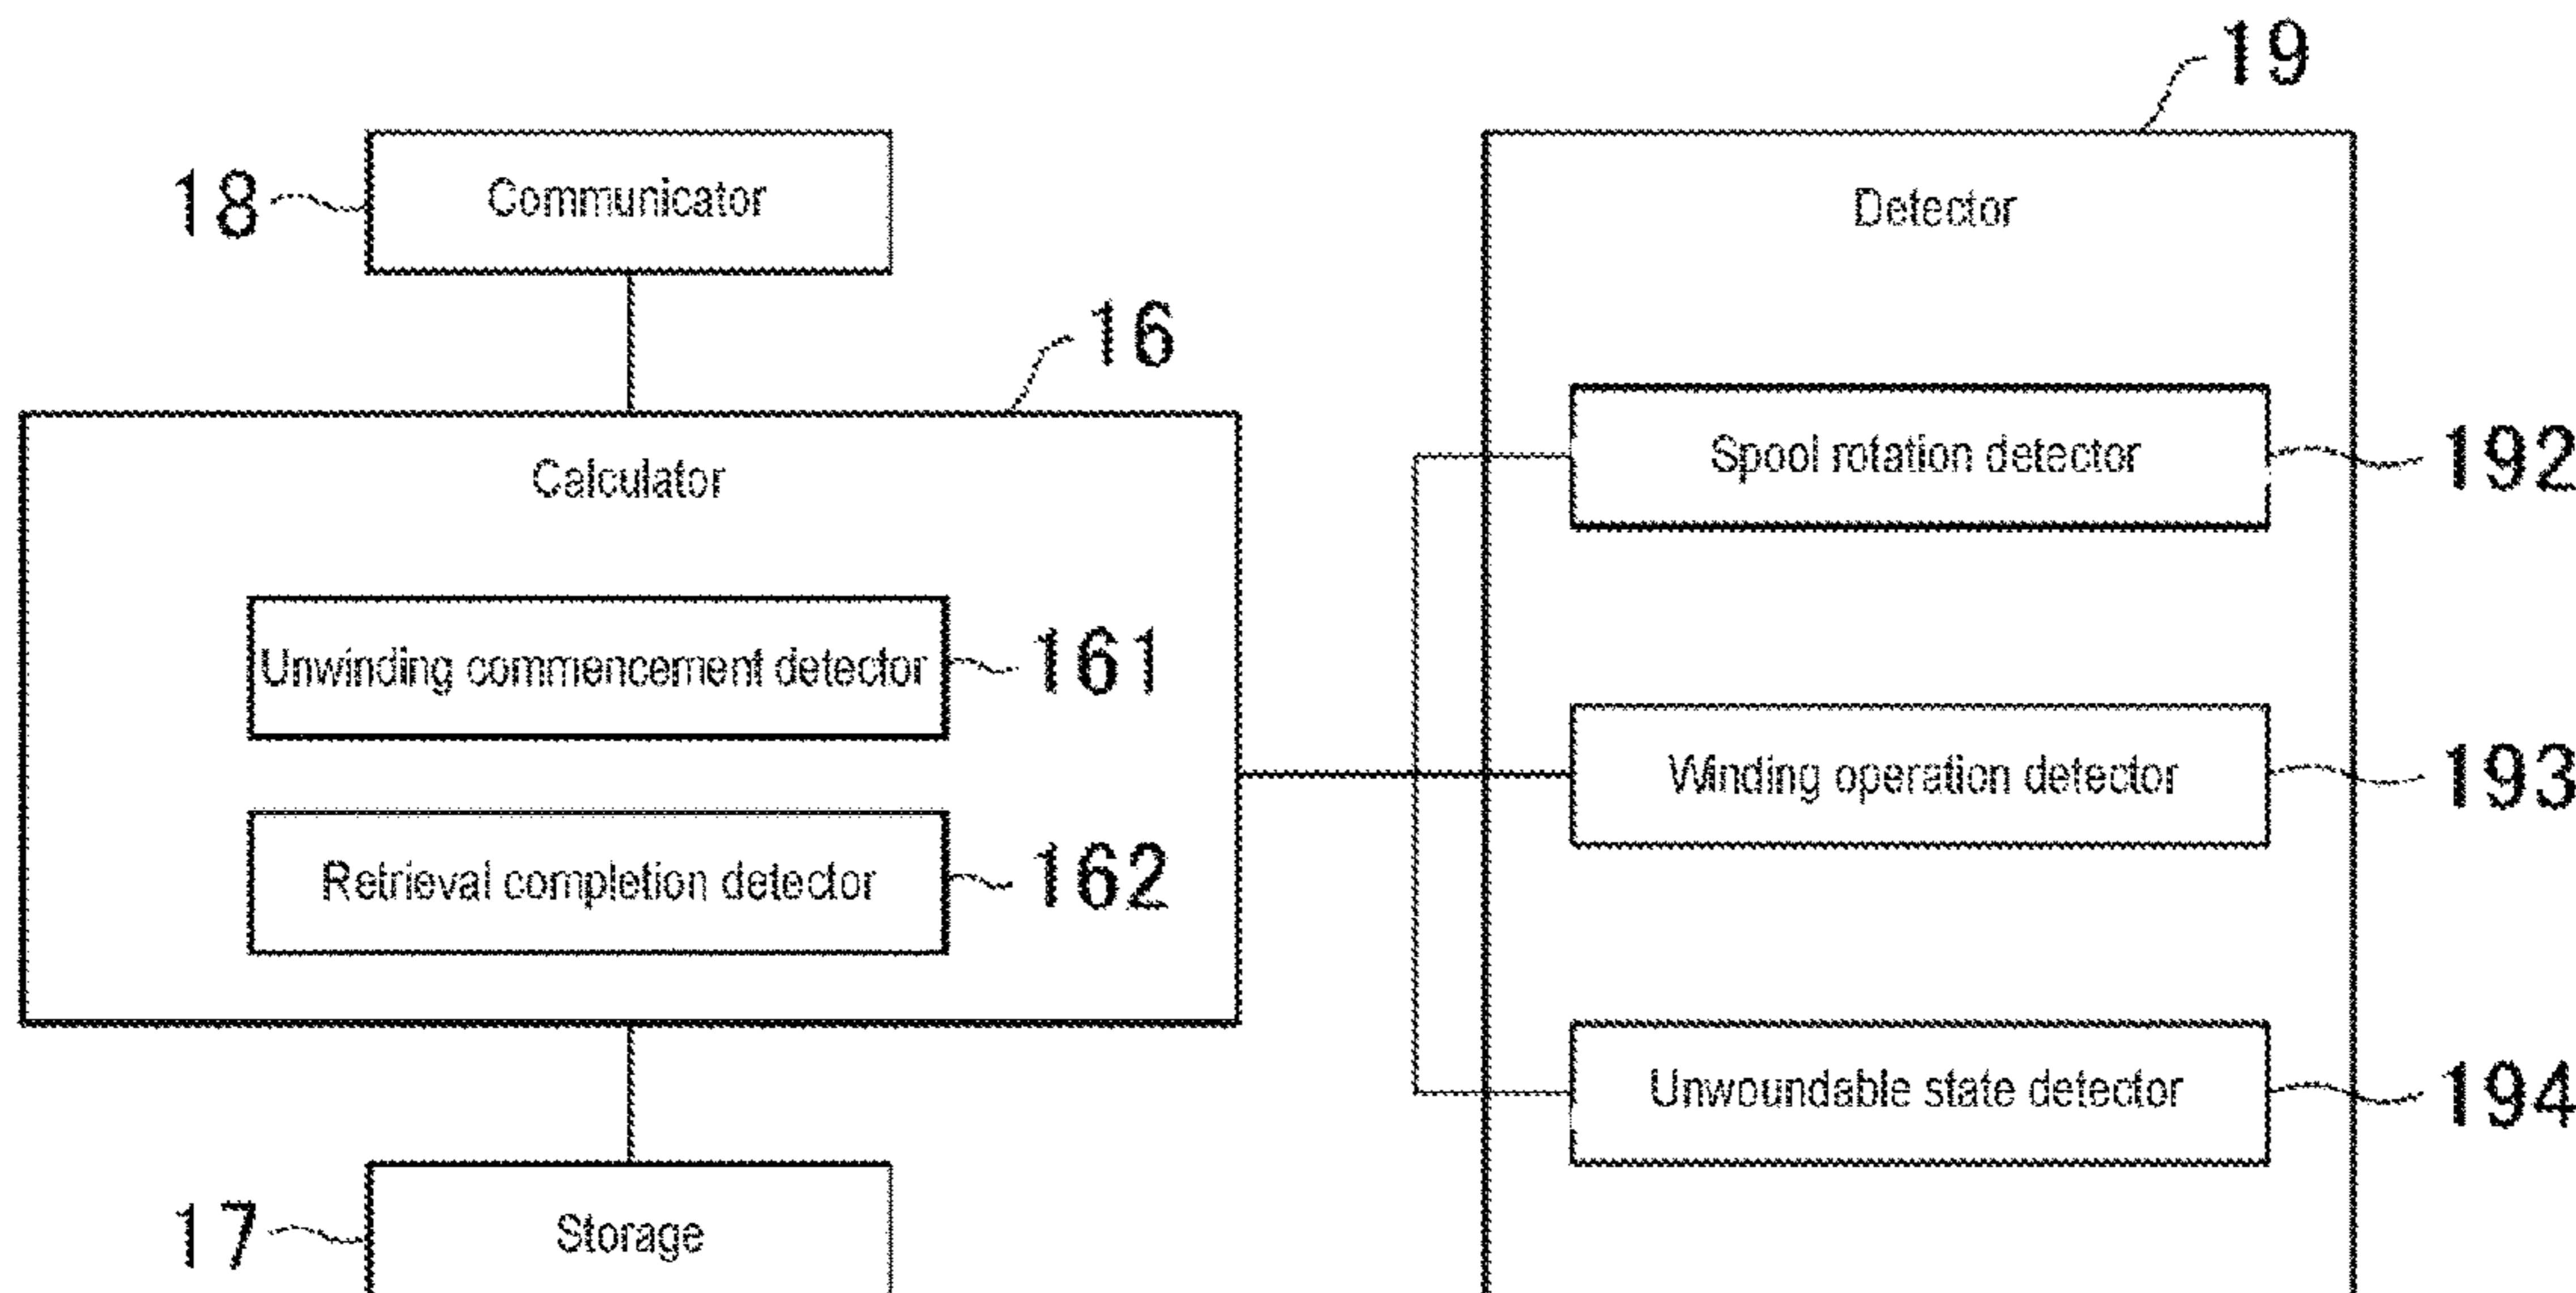 19
18
Communicator
Detector
16
Calculator
Spool rotation detector
192
Unwinding commencement detector
161
Winding operation detector
193
Retrieval completion detector
162
Unwoundable state detector
194
17
Storage